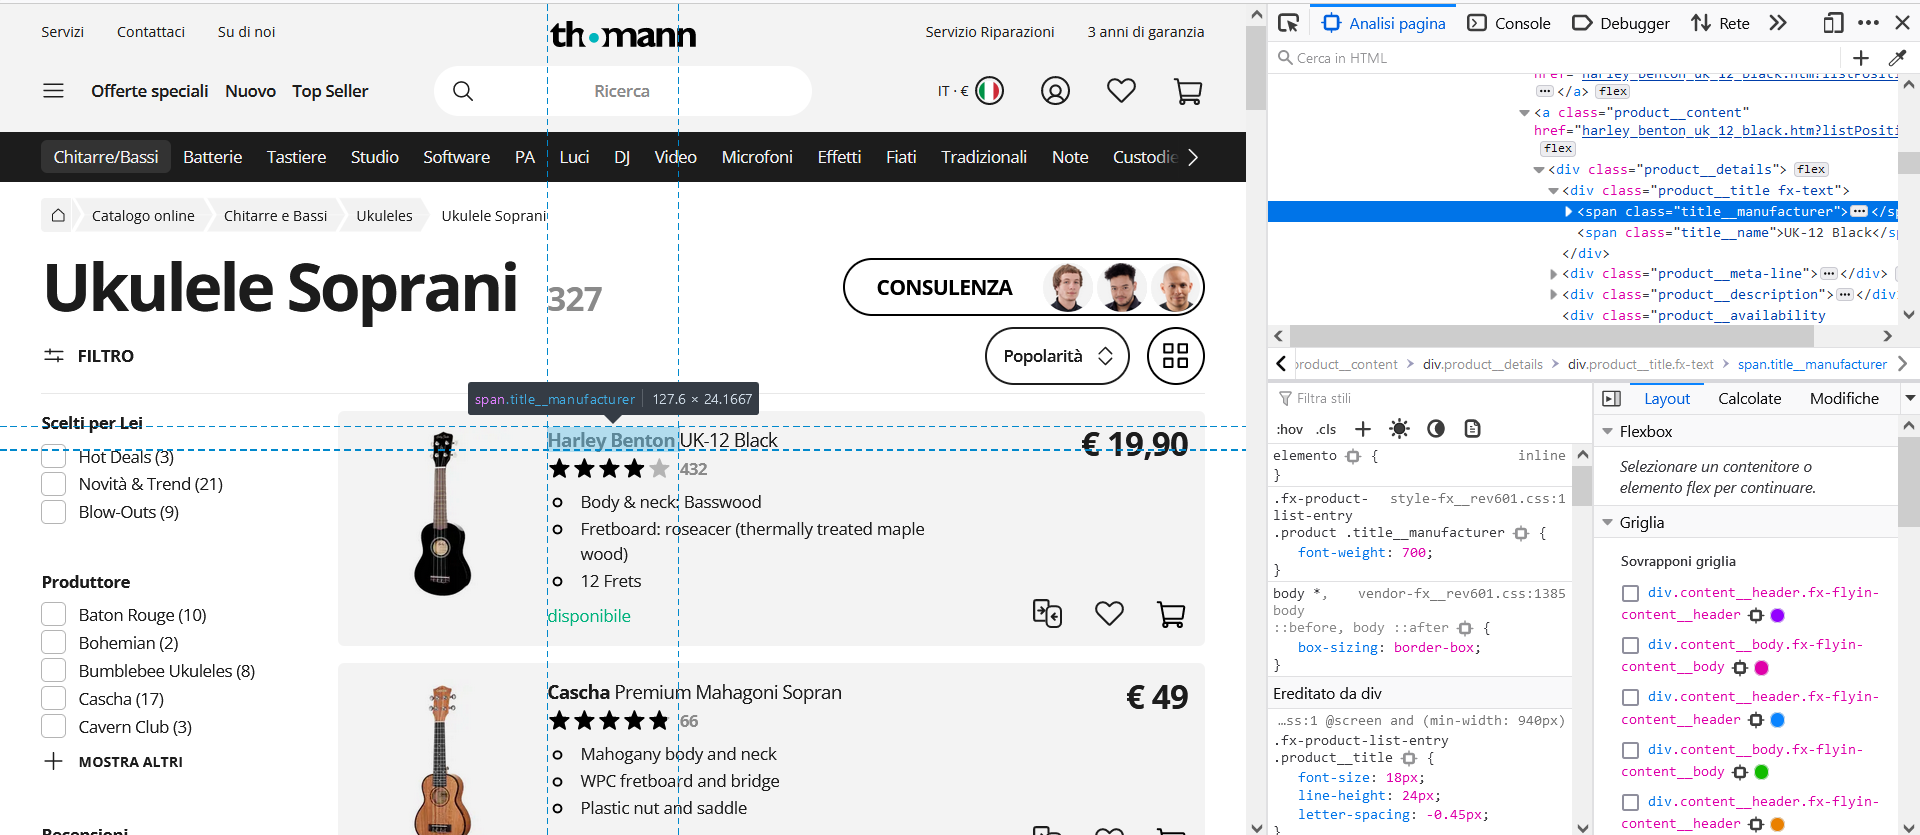 Servizi
Contattaci
Su di noi
thomann
Servizio Riparazioni
3 anni di garanzia
Offerte speciali
Nuovo
Top Seller
Ricerca
IT · €
Chitarre/Bassi
Batterie
Tastiere
Studio
Software
PA
Luci
DJ
Video
Microfoni
Effetti
Fiati
Tradizionali
Note
Custodie
Catalogo online
Chitarre e Bassi
Ukuleles
Ukulele Soprani
Ukulele Soprani 327
CONSULENZA
FILTRO
Popolarità
span.title__manufacturer 127.6 × 24.1667
Scelti per Lei
Hot Deals (3)
Novità & Trend (21)
Blow-Outs (9)
Produttore
Baton Rouge (10)
Bohemian (2)
Bumblebee Ukuleles (8)
Cascha (17)
Cavern Club (3)
MOSTRA ALTRI
Recensioni
Harley Benton UK-12 Black
€ 19,90
432
Body & neck: Basswood
Fretboard: roseacer (thermally treated maple
wood)
12 Frets
disponibile
Cascha Premium Mahagoni Sopran
€ 49
66
Mahogany body and neck
WPC fretboard and bridge
Plastic nut and saddle
Analisi pagina
Console
Debugger
Rete
Cerca in HTML
href="harley_benton_uk_12_black.htm?listPositi
</a> flex
<a class="product__content"
href="harley_benton_uk_12_black.htm?listPositi
flex
<div class="product__details"> flex
<div class="product__title fx-text">
<span class="title__manufacturer"></sp
<span class="title__name">UK-12 Black</sp
</div>
<div class="product__meta-line"></div>
<div class="product__description"></div
<div class="product__availability
product__content
div.product__details
div.product__title.fx-text
span.title__manufacturer
Filtra stili
:hov .cls
elemento { inline
}
.fx-product- style-fx__rev601.css:1
list-entry
.product .title__manufacturer {
font-weight: 700;
}
body *, vendor-fx__rev601.css:1385
body
::before, body ::after {
box-sizing: border-box;
}
Ereditato da div
…ss:1 @screen and (min-width: 940px)
.fx-product-list-entry
.product__title {
font-size: 18px;
line-height: 24px;
letter-spacing: -0.45px;
}
Layout
Calcolate
Modifiche
Flexbox
Selezionare un contenitore o
elemento flex per continuare.
Griglia
Sovrapponi griglia
div.content__header.fx-flyin-
content__header
div.content__body.fx-flyin-
content__body
div.content__header.fx-flyin-
content__header
div.content__body.fx-flyin-
content__body
div.content__header.fx-flyin-
content__header